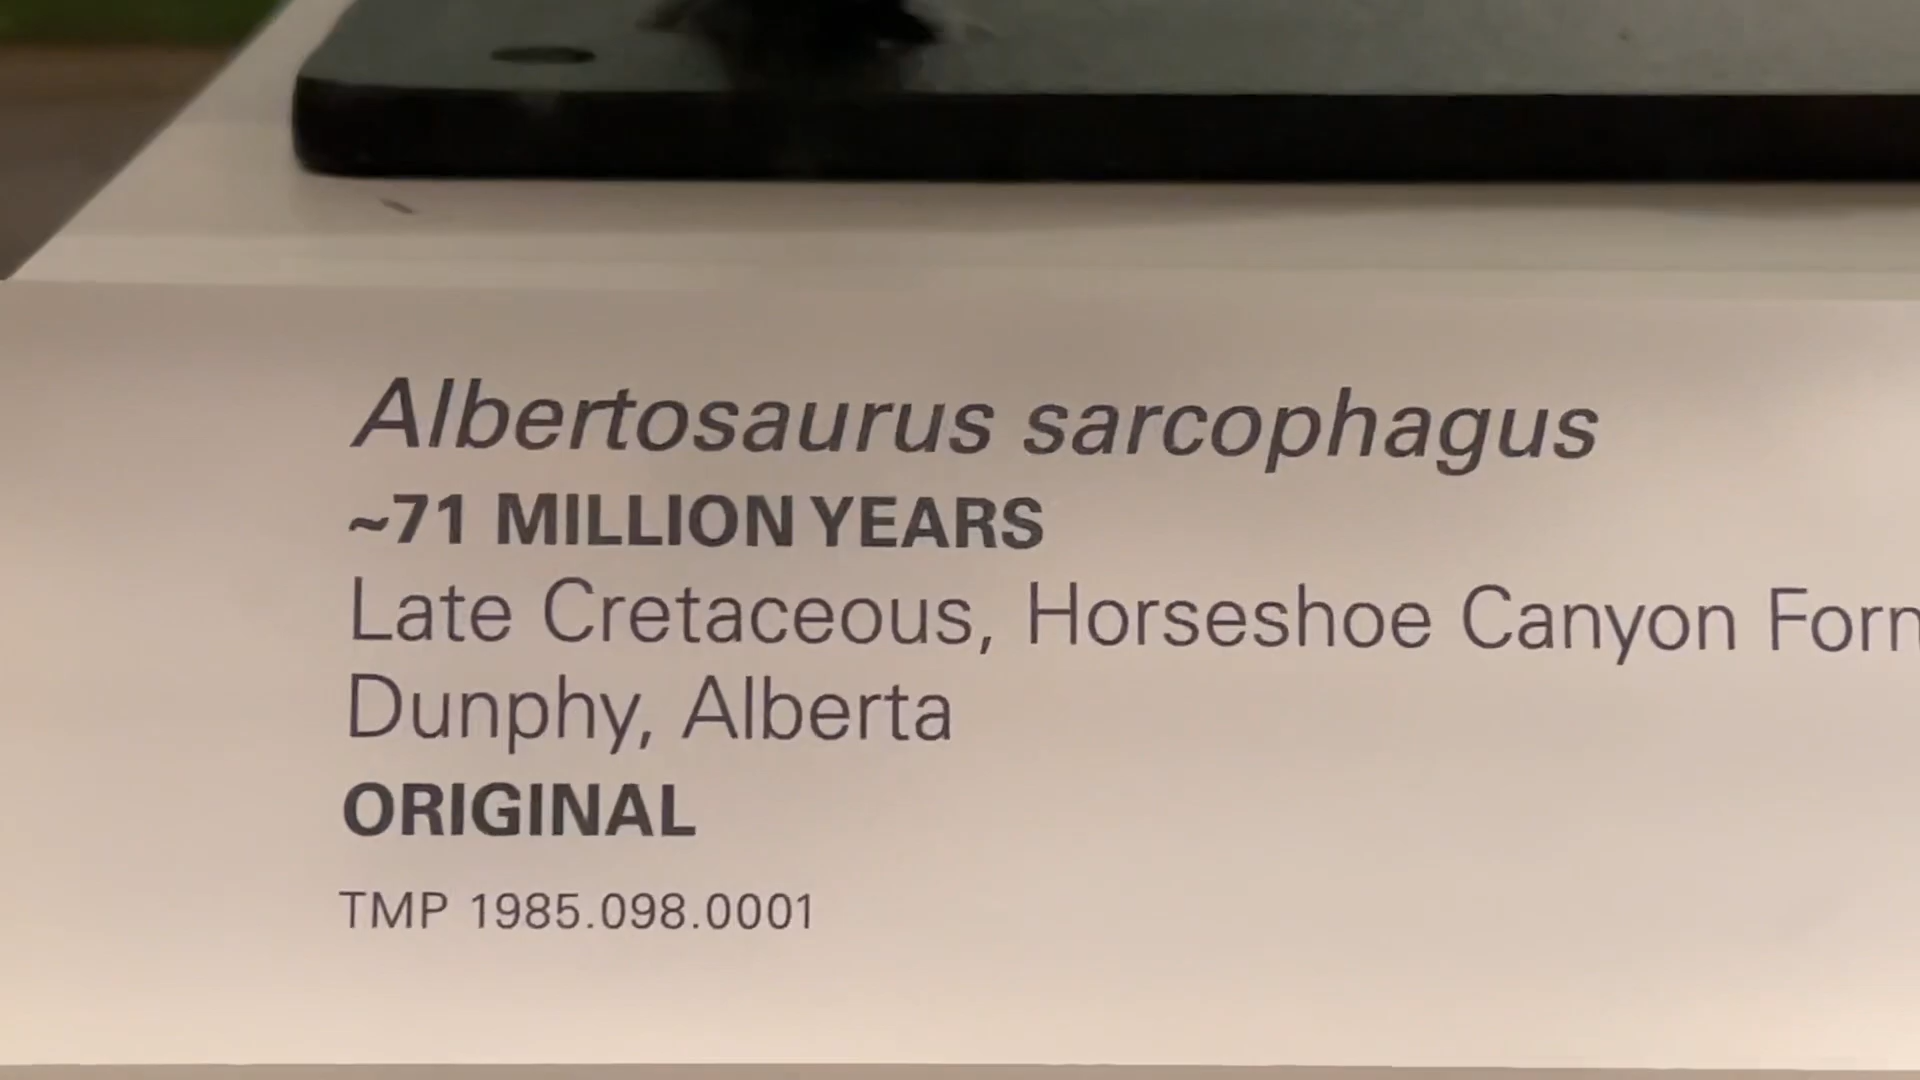 Albertosaurus sarcophagus
~71 MILLION YEARS
Late Cretaceous, Horseshoe Canyon
Dunphy, Alberta
ORIGINAL
TMP 1985.098.0001